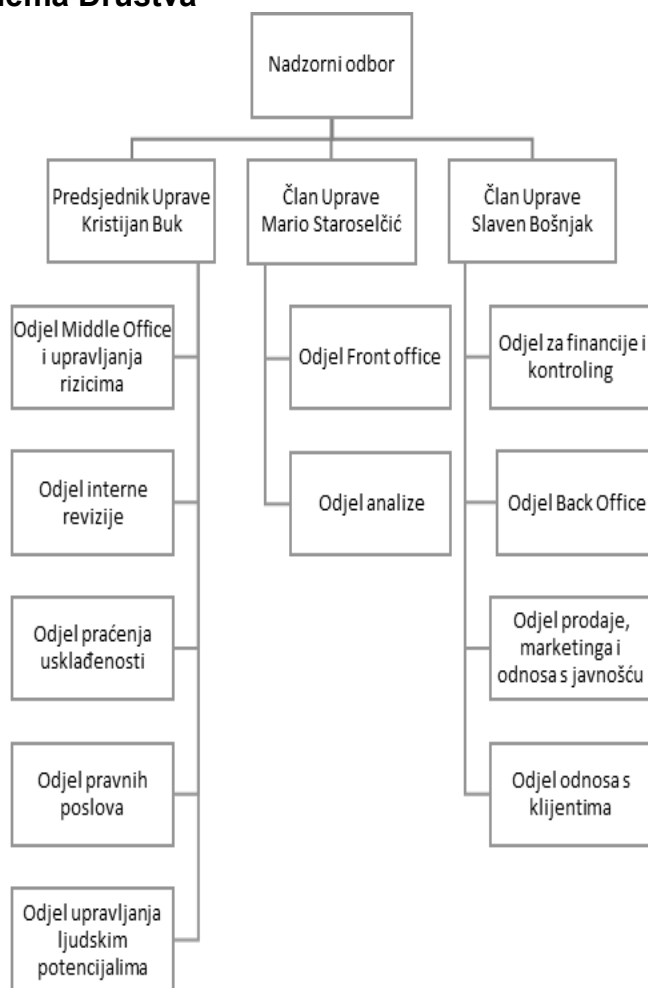 Društva
Nadzorni odbor
Predsjednik Uprave
Kristijan Buk
Član Uprave
Mario Staroselčić
Član Uprave
Slaven Bošnjak
Odjel Middle Office
i upravljanja
rizicima
Odjel interne
revizije
Odjel praćenja
usklađenosti
Odjel pravnih
poslova
Odjel upravljanja
ljudskim
potencijalima
Odjel Front office
Odjel analize
Odjel za financije i
kontroling
Odjel Back Office
Odjel prodaje,
marketinga i
odnosa s javnošću
Odjel odnosa s
klijentima